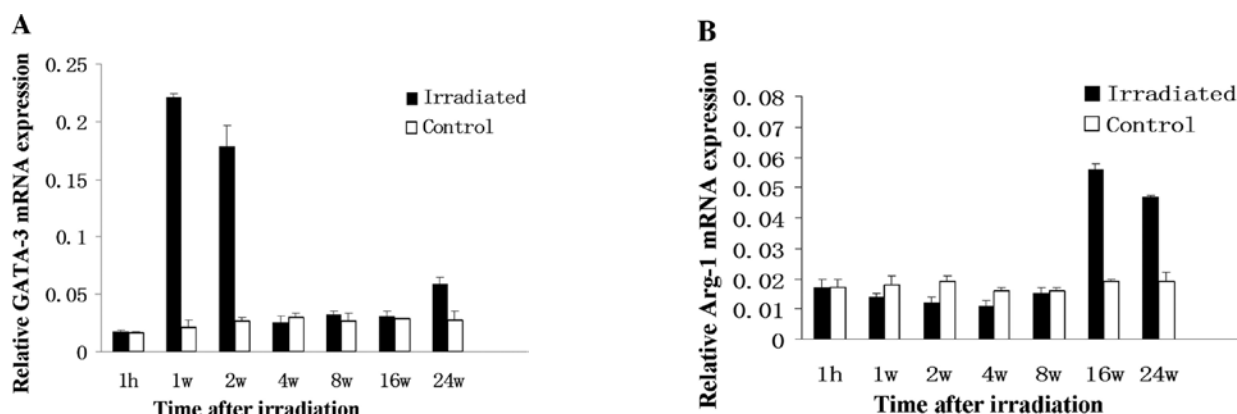 A
Relative GATA-3 mRNA expression
0.25
0.2
0.15
0.1
0.05
0
Irradiated
Control
1h 1w 2w 4w 8w 16w 24w
Time after irradiation
B
Relative Arg-1 mRNA expression
0.08
0.07
0.06
0.05
0.04
0.03
0.02
0.01
0
Irradiated
Control
1h 1w 2w 4w 8w 16w 24w
Time after irradiation